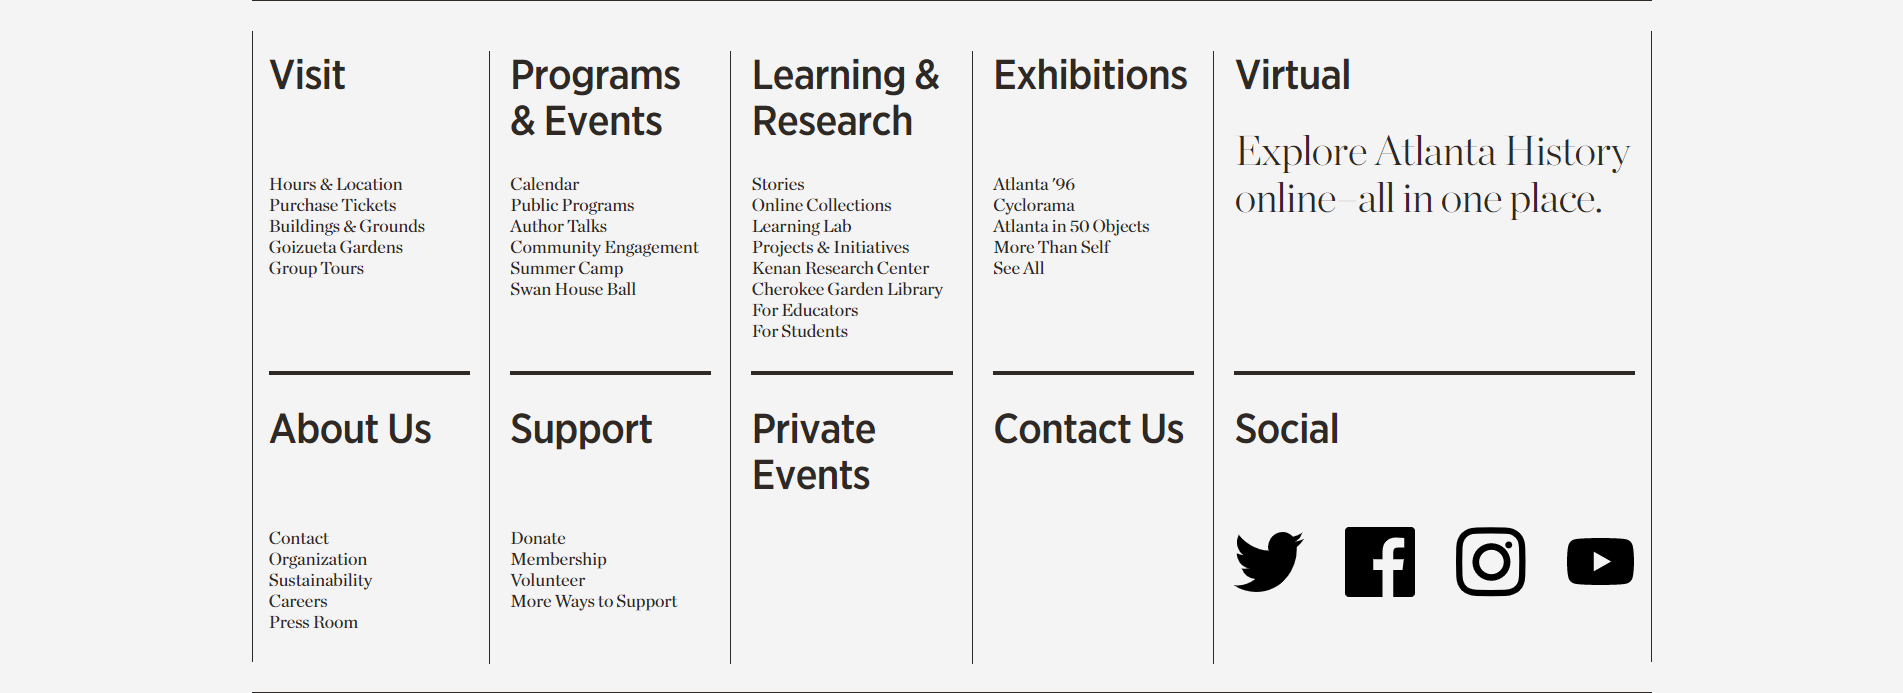 Visit
Hours & Location
Purchase Tickets
Buildings & Grounds
Goizueta Gardens
Group Tours
Programs
& Events
Calendar
Public Programs
Author Talks
Community Engagement
Summer Camp
Swan House Ball
Learning &
Research
Stories
Online Collections
Learning Lab
Projects & Initiatives
Kenan Research Center
Cherokee Garden Library
For Educators
For Students
Exhibitions
Atlanta '96
Cyclorama
Atlanta in 50 Objects
More Than Self
See All
Virtual
Explore Atlanta History
online–all in one place.
About Us
Contact
Organization
Sustainability
Careers
Press Room
Support
Donate
Membership
Volunteer
More Ways to Support
Private
Events
Contact Us
Social